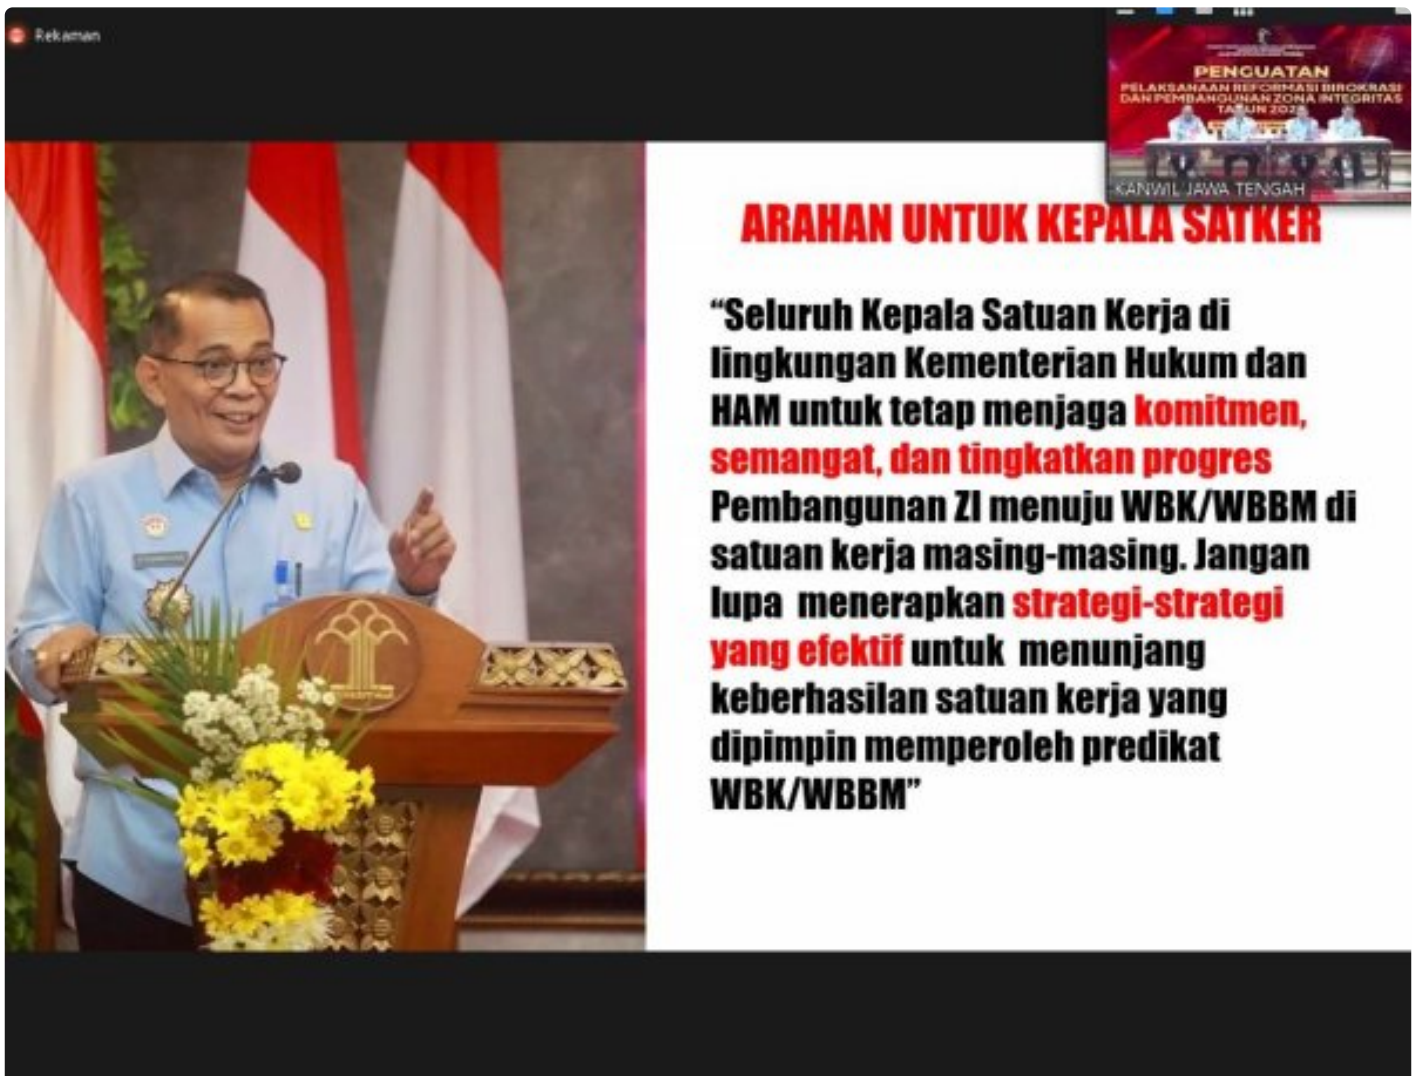 Rekaman
PENGUATAN
PELAKSANAAN REFORMASI BIROKRASI
DAN PEMBANGUNAN ZONA INTEGRITAS
KANWIL JAWA TENGAH
ARAHAN UNTUK KEPALA SATKER
“Seluruh Kepala Satuan Kerja di
lingkungan Kementerian Hukum dan
HAM untuk tetap menjaga komitmen,
semangat, dan tingkatkan progres
Pembangunan ZI menuju WBK/WBBM di
satuan kerja masing-masing. Jangan
lupa menerapkan strategi-strategi
yang efektif untuk menunjang
keberhasilan satuan kerja yang
dipimpin memperoleh predikat
WBK/WBBM”